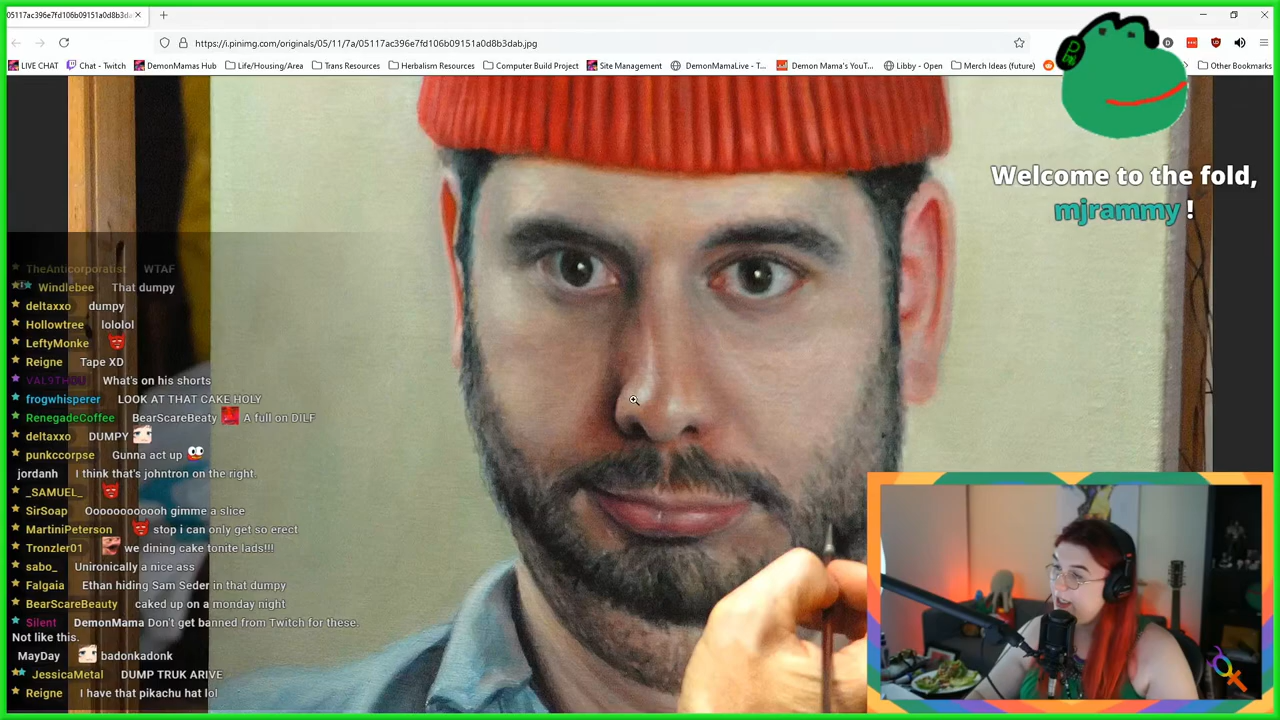 05117ac396e7fd106b09151a0d8b3da
https://i.pinimg.com/originals/05/11/7a/05117ac396e7fd106b09151a0d8b3dab.jpg
LIVE CHAT Chat - Twitch DemonMamas Hub Life/Housing/Area Trans Resources Herbalism Resources Computer Build Project Site Management DemonMamaLive - T... Demon Mama's YouT... Libby - Open Merch Ideas (future) Other Bookmarks
Welcome to the fold,
mjrammy !
TheAnticorporatist WTAF
Windlebee That dumpy
deltaxxo dumpy
Hollowtree lololol
LeftyMonke
Reigne Tape XD
VAL9TH0U What's on his shorts
frogwhisperer LOOK AT THAT CAKE HOLY
RenegadeCoffee BearScareBeaty A full on DILF
deltaxxo DUMPY
punkccorpse Gunna act up
jordanh I think that's johntron on the right.
_SAMUEL_
SirSoap Ooooooooooh gimme a slice
MartiniPeterson stop i can only get so erect
Tronzler01 we dining cake tonite lads!!!
sabo_ Unironically a nice ass
Falgaia Ethan hiding Sam Seder in that dumpy
BearScareBeauty caked up on a monday night
Silent DemonMama Don't get banned from Twitch for these.
Not like this.
MayDay badonkadonk
JessicaMetal DUMP TRUK ARIVE
Reigne I have that pikachu hat lol